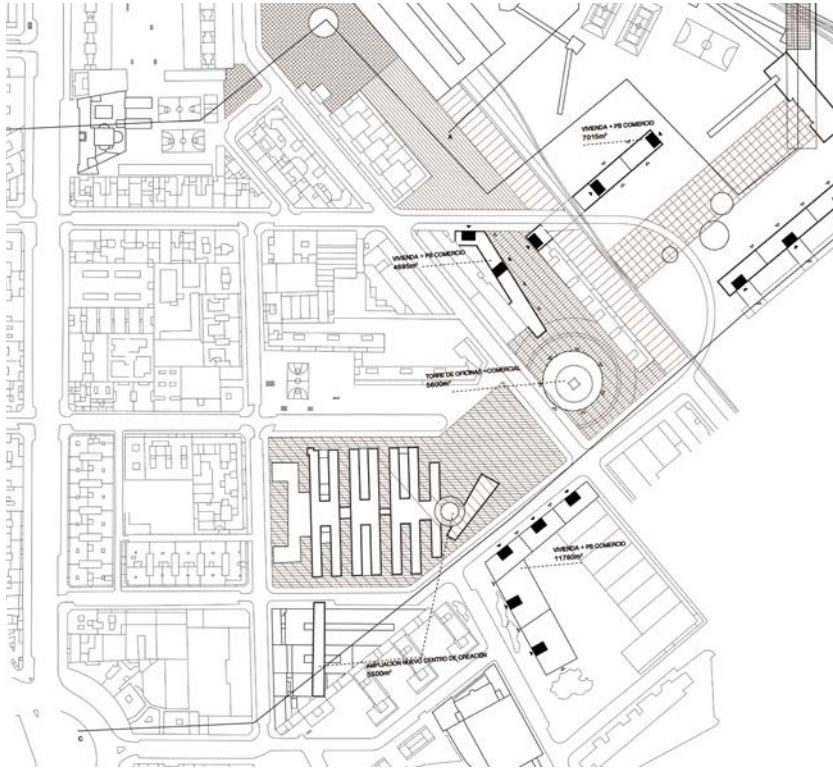 VIVIENDA + PB COMERCIO
7015m²
A
VIVIENDA + PB COMERCIO
4695m²
TORRE DE OFICINAS + COMERCIAL
5600m²
VIVIENDA + PB COMERCIO
11760m²
AMPLIACION NUEVO CENTRO DE CREACIÓN
5500m²
C